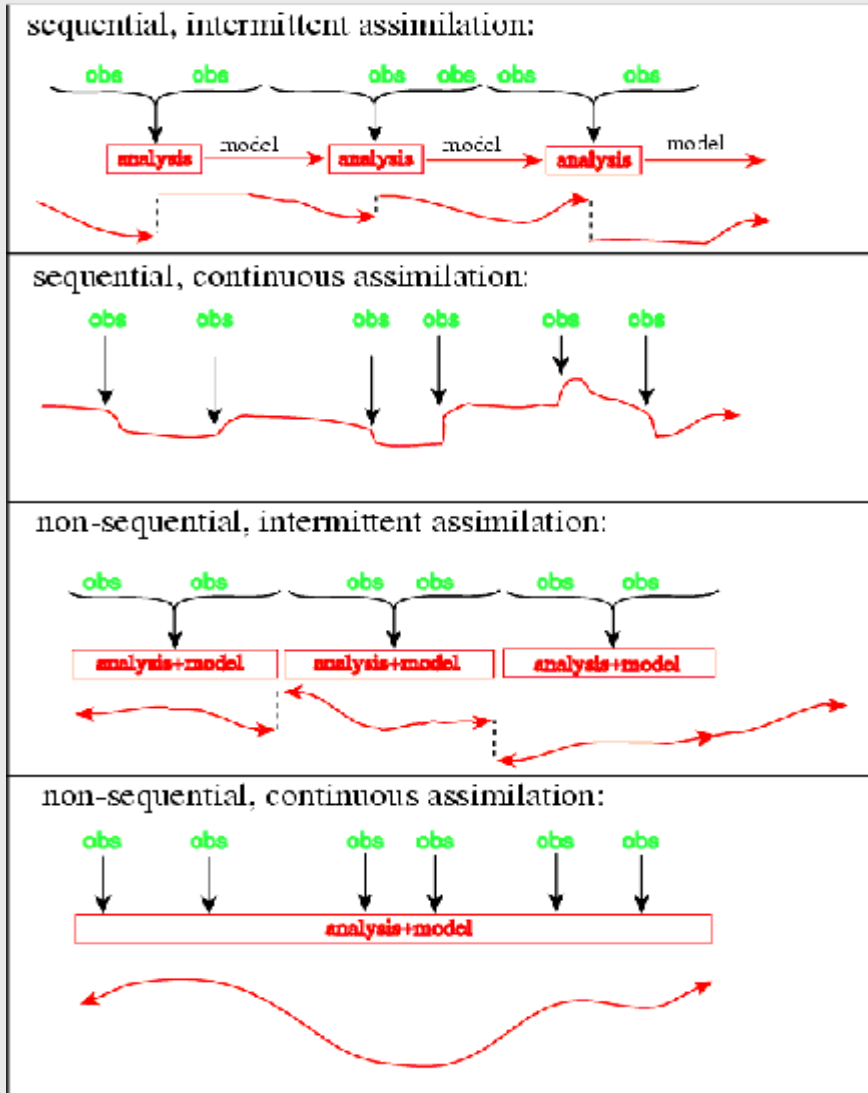 sequential, intermittent assimilation:
obs obs obs obs obs obs
analysis model analysis model analysis model
sequential, continuous assimilation:
obs obs obs obs obs obs
non-sequential, intermittent assimilation:
obs obs obs obs obs obs
analysis+model analysis+model analysis+model
non-sequential, continuous assimilation:
obs obs obs obs obs obs
analysis+model